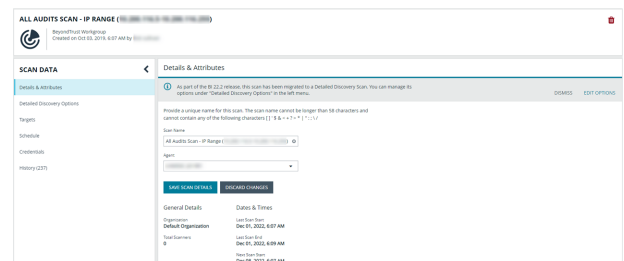 ALL AUDITS SCAN - IP RANGE (
BeyondTrust Workgroup
Created on Oct 03, 2019, 6:07 AM by
SCAN DATA
Details & Attributes
Detailed Discovery Options
Targets
Schedule
Credentials
History (237)
Details & Attributes
As part of the BI 22.2 release, this scan has been migrated to a Detailed Discovery Scan. You can manage its
options under "Detailed Discovery Options" in the left menu.
DISMISS EDIT OPTIONS
Provide a unique name for this scan. The scan name cannot be longer than 58 characters and
cannot contain any of the following characters
Scan Name
All Audits Scan - IP Range (
Agent
SAVE SCAN DETAILS DISCARD CHANGES
General Details Dates & Times
Organization Last Scan Start
Default Organization Dec 01, 2022, 6:07 AM
Total Scanners Last Scan End
0 Dec 01, 2022, 6:09 AM
Next Scan Start